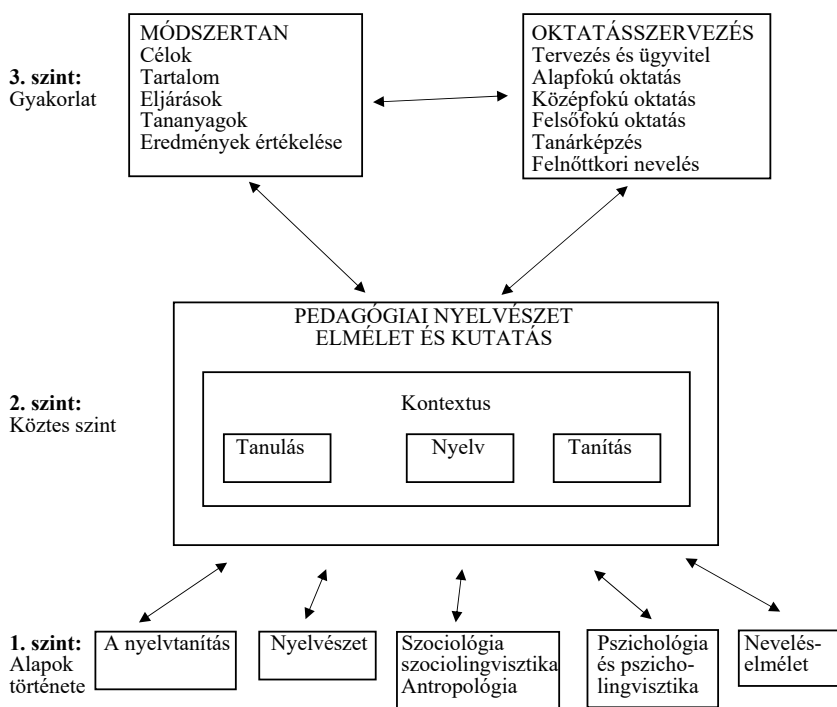 MÓDSZERTAN
Célok
Tartalom
Eljárások
Tananyagok
Eredmények értékelése
OKTATÁSSZERVEZÉS
Tervezés és ügyvitel
Alapfokú oktatás
Középfokú oktatás
Felsőfokú oktatás
Tanárképzés
Felnőttkori nevelés
3. szint:
Gyakorlat
PEDAGÓGIAI NYELVÉSZET
ELMÉLET ÉS KUTATÁS
2. szint:
Köztes szint
Kontextus
Tanulás
Nyelv
Tanítás
1. szint:
Alapok
története
A nyelvtanítás
Nyelvészet
Szociológia
szociolingvisztika
Antropológia
Pszichológia
és pszicho-
lingvisztika
Nevelés-
elmélet